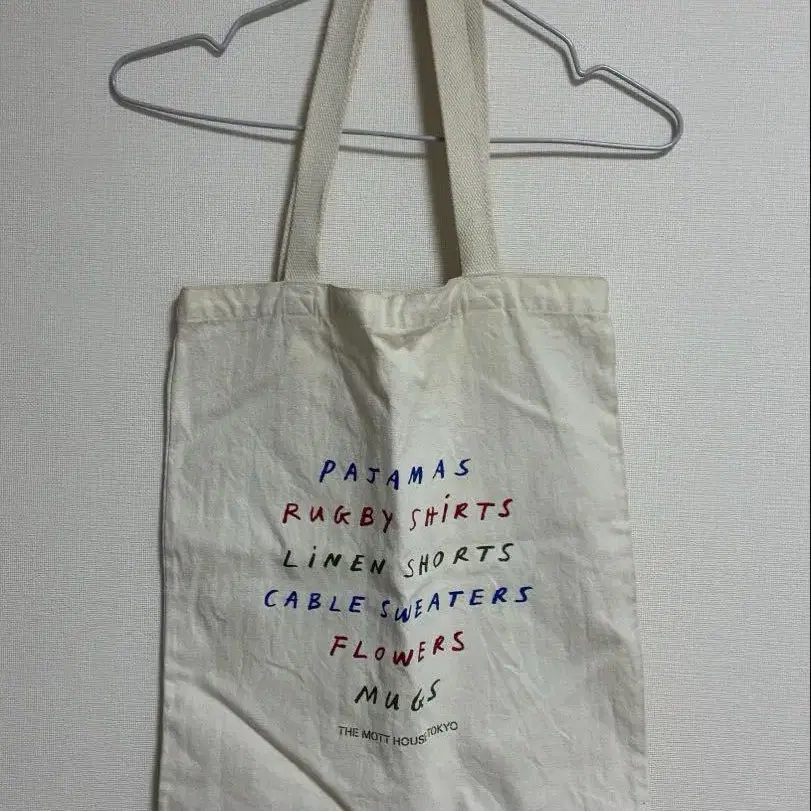 PAJAMAS
RUGBY SHiRTS
LiNEN SHORTS
CABLE SWEATERS
FLOWERS
MUGS
THE MOTT HOUSE TOKYO